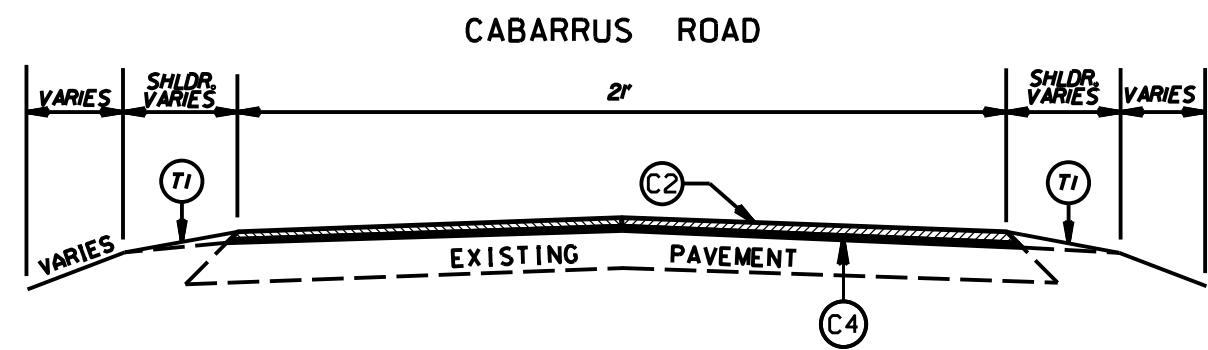 CABARRUS ROAD
VARIES
SHLDR.
VARIES
21'
SHLDR.
VARIES
VARIES
T1
C2
T1
VARIES
EXISTING PAVEMENT
C4